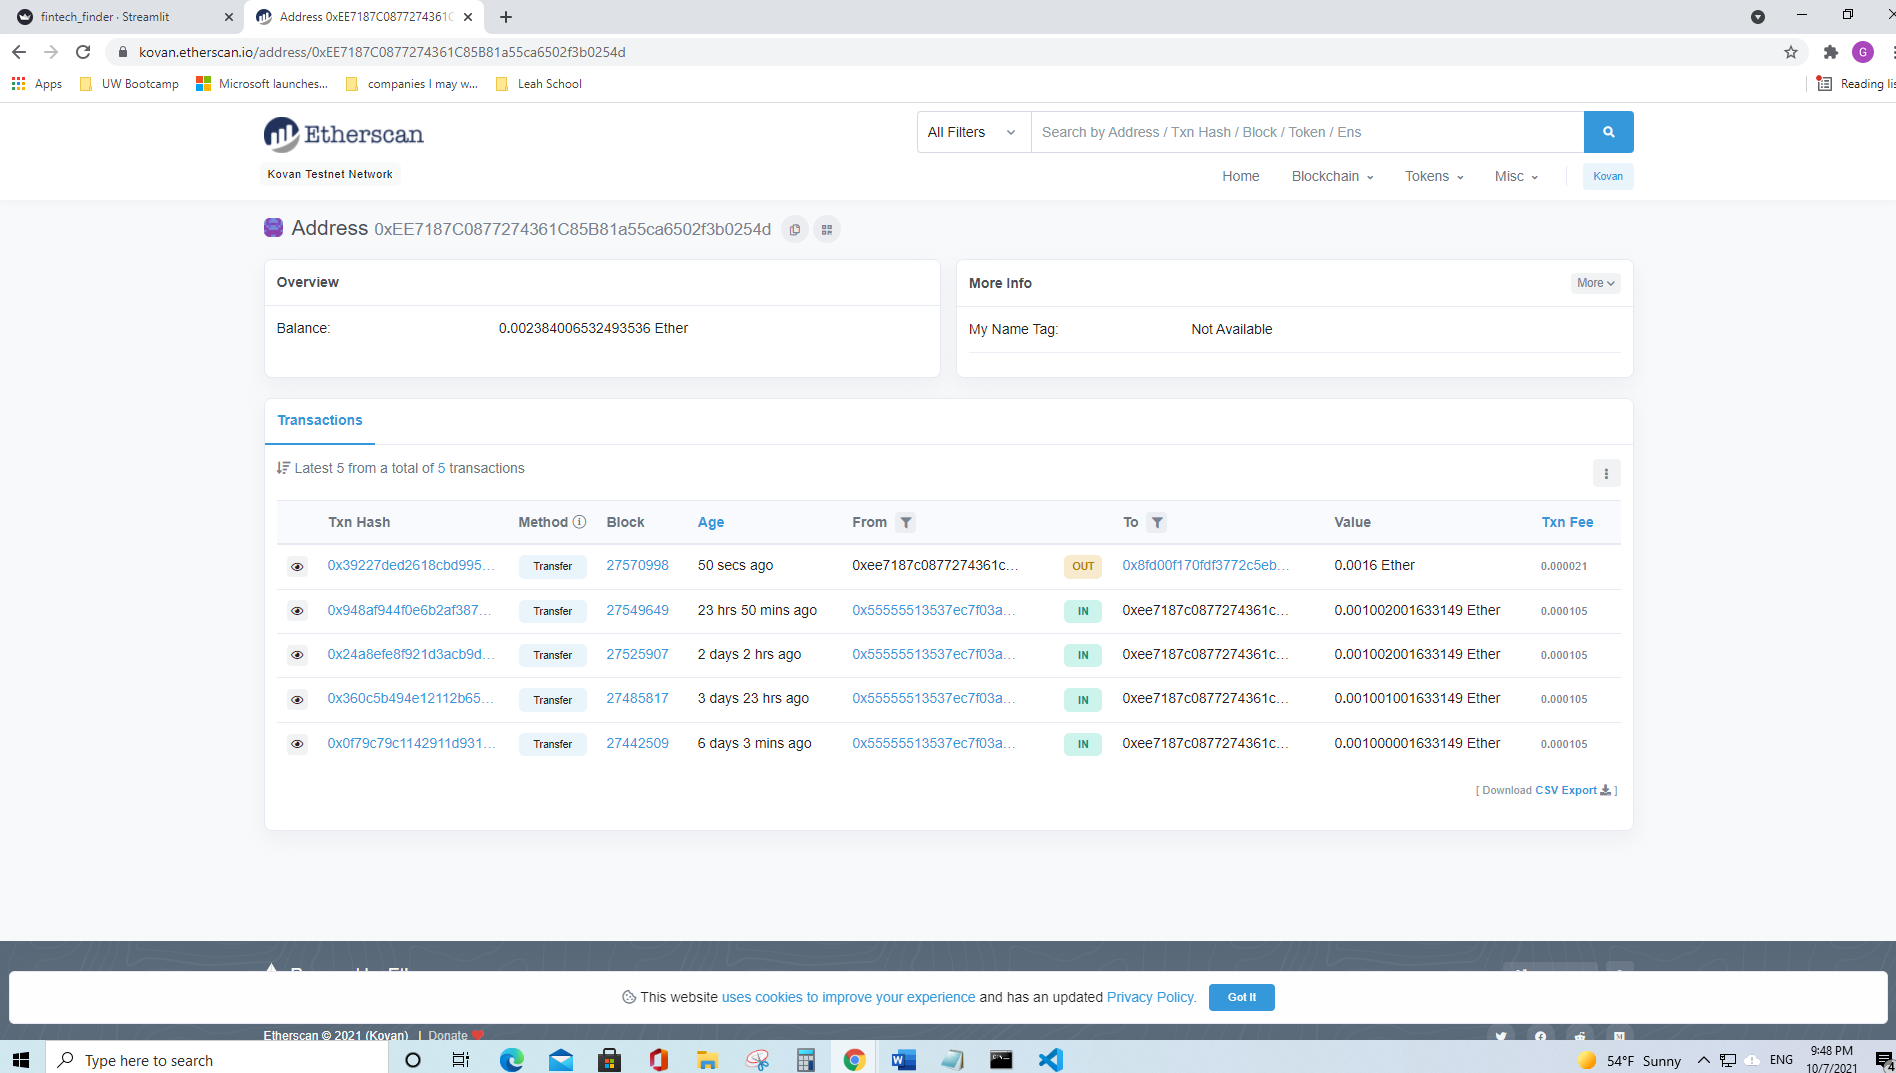 fintech_finder · Streamlit
Address 0xEE7187C0877274361C
kovan.etherscan.io/address/0xEE7187C0877274361C85B81a55ca6502f3b0254d
G
Apps
UW Bootcamp
Microsoft launches...
companies I may w...
Leah School
Reading lis
Etherscan
All Filters
Search by Address / Txn Hash / Block / Token / Ens
Kovan Testnet Network
Home
Blockchain
Tokens
Misc
Kovan
Address 0xEE7187C0877274361C85B81a55ca6502f3b0254d
Overview
Balance: 0.002384006532493536 Ether
More Info
More
My Name Tag: Not Available
Transactions
Latest 5 from a total of 5 transactions
Txn Hash Method Block Age From To Value Txn Fee
0x39227ded2618cbd995... Transfer 27570998 50 secs ago 0xee7187c0877274361c... OUT 0x8fd00f170fdf3772c5eb... 0.0016 Ether 0.000021
0x948af944f0e6b2af387... Transfer 27549649 23 hrs 50 mins ago 0x55555513537ec7f03a... IN 0xee7187c0877274361c... 0.001002001633149 Ether 0.000105
0x24a8efe8f921d3acb9d... Transfer 27525907 2 days 2 hrs ago 0x55555513537ec7f03a... IN 0xee7187c0877274361c... 0.001002001633149 Ether 0.000105
0x360c5b494e12112b65... Transfer 27485817 3 days 23 hrs ago 0x55555513537ec7f03a... IN 0xee7187c0877274361c... 0.001001001633149 Ether 0.000105
0x0f79c79c1142911d931... Transfer 27442509 6 days 3 mins ago 0x55555513537ec7f03a... IN 0xee7187c0877274361c... 0.001000001633149 Ether 0.000105
[ Download CSV Export ]
This website uses cookies to improve your experience and has an updated Privacy Policy.
Got It
Etherscan © 2021 (Kovan) | Donate
Type here to search
54°F Sunny
ENG
9:48 PM
10/7/2021
4